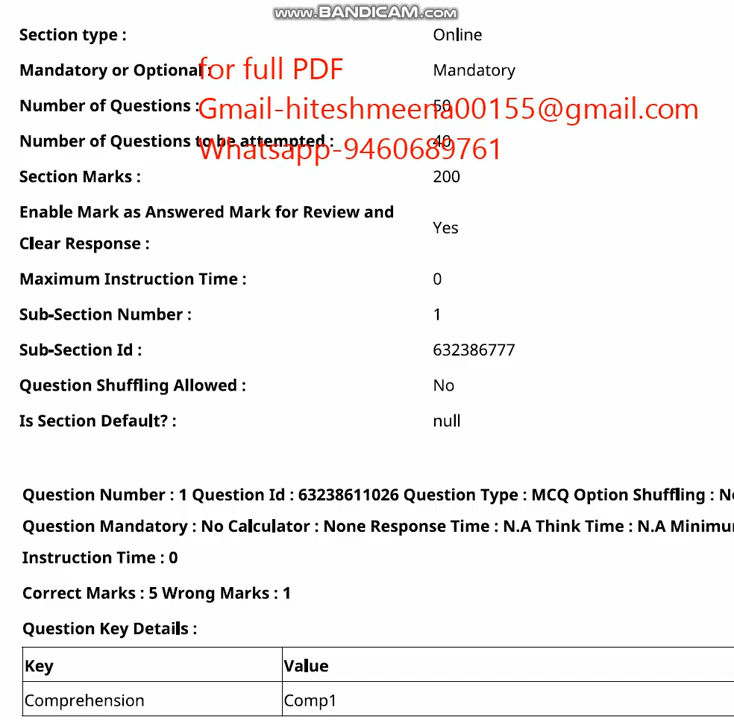 www.BANDICAM.com
Section type : Online
Mandatory or Optional : Mandatory
for full PDF
Number of Questions : 50
Gmail-hiteshmeena00155@gmail.com
Number of Questions to be attempted : 40
Whatsapp-9460689761
Section Marks : 200
Enable Mark as Answered Mark for Review and
Clear Response :
Yes
Maximum Instruction Time : 0
Sub-Section Number : 1
Sub-Section Id : 632386777
Question Shuffling Allowed : No
Is Section Default? : null
Question Number : 1 Question Id : 63238611026 Question Type : MCQ Option Shuffling :
Question Mandatory : No Calculator : None Response Time : N.A Think Time : N.A
Instruction Time : 0
Correct Marks : 5 Wrong Marks : 1
Question Key Details :
Key Value
Comprehension Comp1